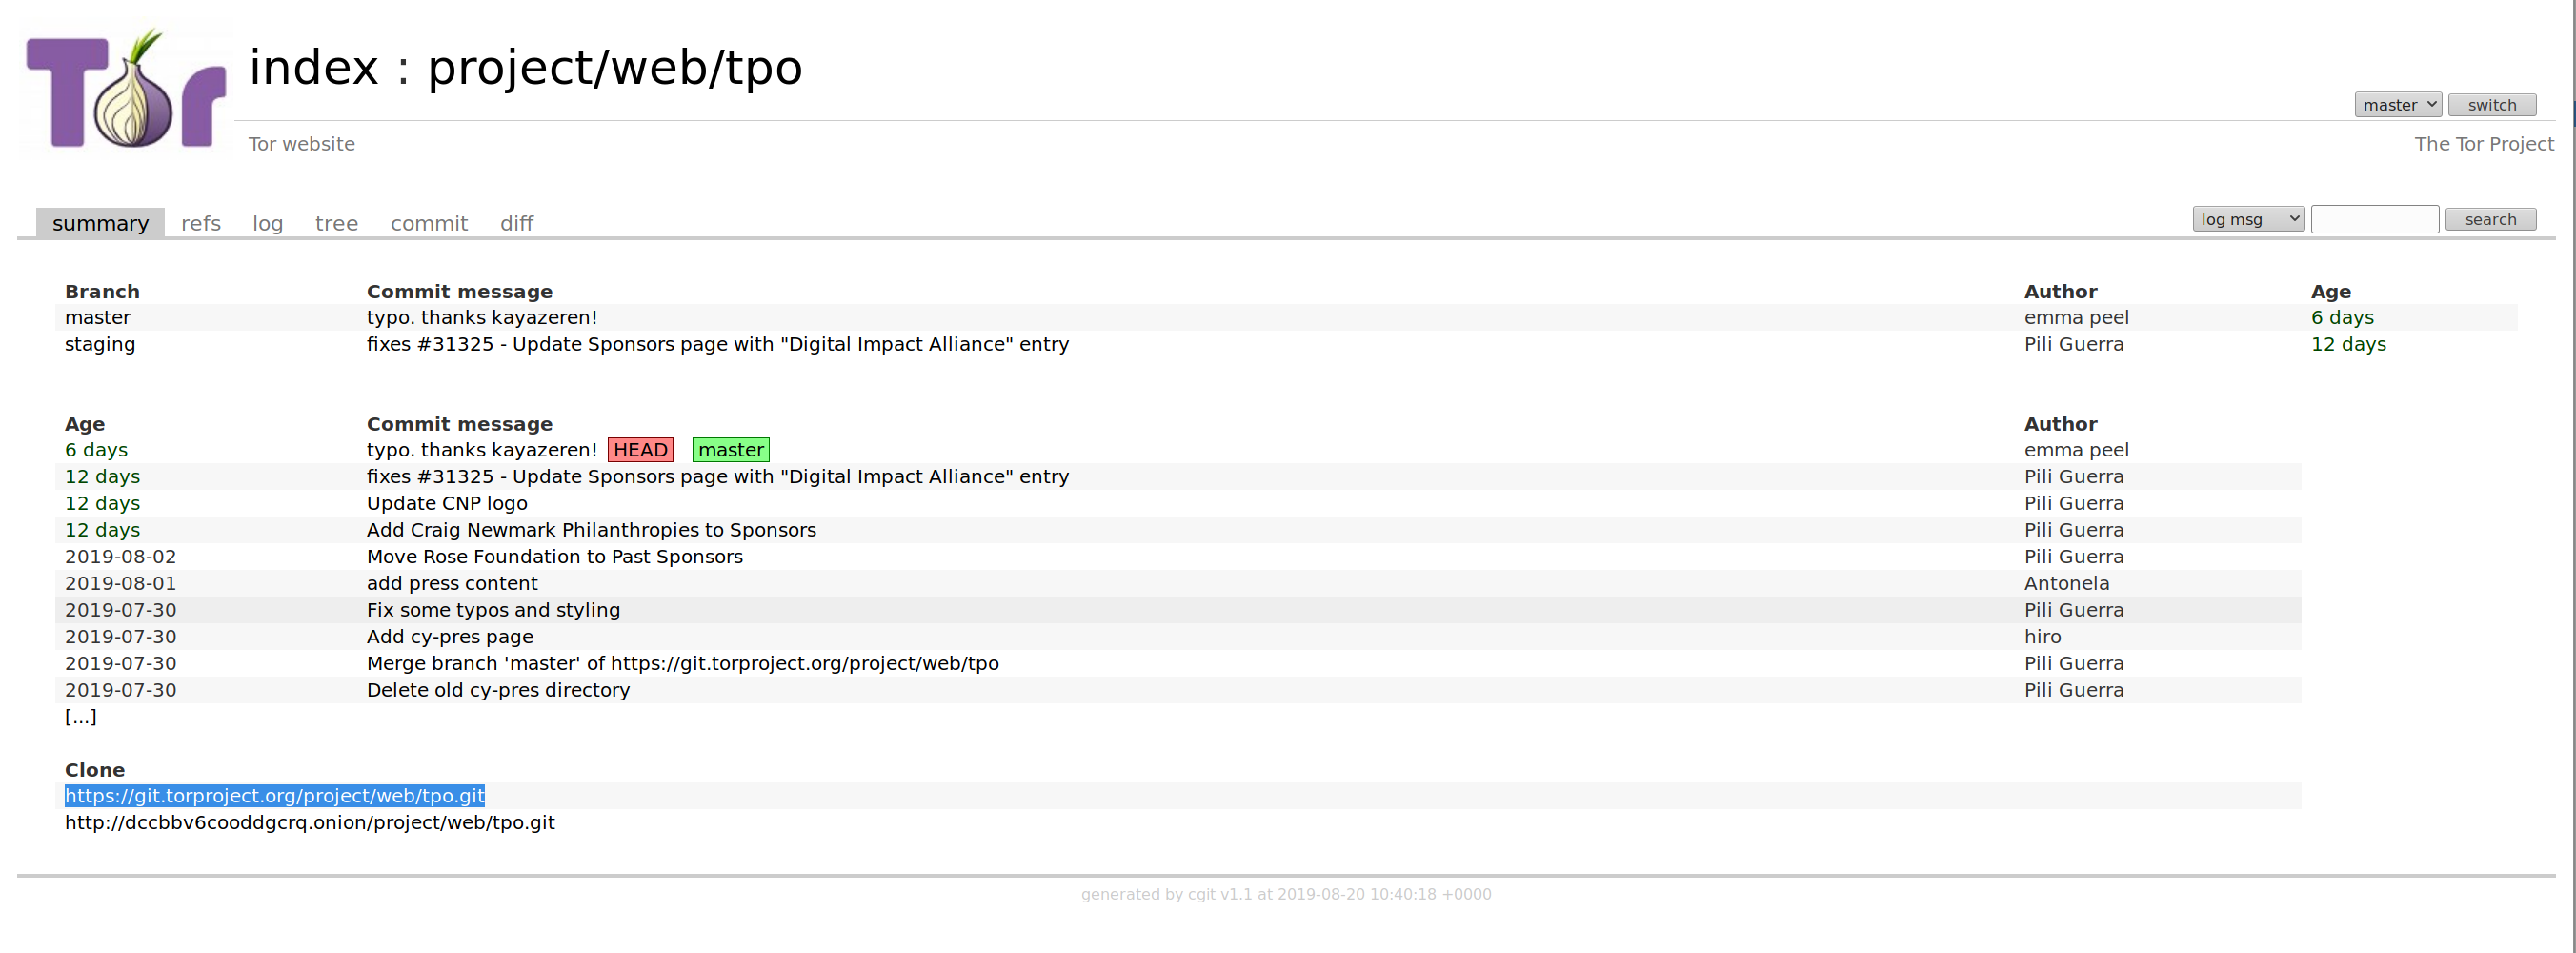 Tor
index : project/web/tpo
master switch
Tor website The Tor Project
summary refs log tree commit diff log msg search
Branch Commit message Author Age
master typo. thanks kayazeren! emma peel 6 days
staging fixes #31325 - Update Sponsors page with "Digital Impact Alliance" entry Pili Guerra 12 days
Age Commit message Author
6 days typo. thanks kayazeren! HEAD master emma peel
12 days fixes #31325 - Update Sponsors page with "Digital Impact Alliance" entry Pili Guerra
12 days Update CNP logo Pili Guerra
12 days Add Craig Newmark Philanthropies to Sponsors Pili Guerra
2019-08-02 Move Rose Foundation to Past Sponsors Pili Guerra
2019-08-01 add press content Antonela
2019-07-30 Fix some typos and styling Pili Guerra
2019-07-30 Add cy-pres page hiro
2019-07-30 Merge branch 'master' of https://git.torproject.org/project/web/tpo Pili Guerra
2019-07-30 Delete old cy-pres directory Pili Guerra
[...]
Clone
https://git.torproject.org/project/web/tpo.git
http://dccbbv6cooddgcrq.onion/project/web/tpo.git
generated by cgit v1.1 at 2019-08-20 10:40:18 +0000